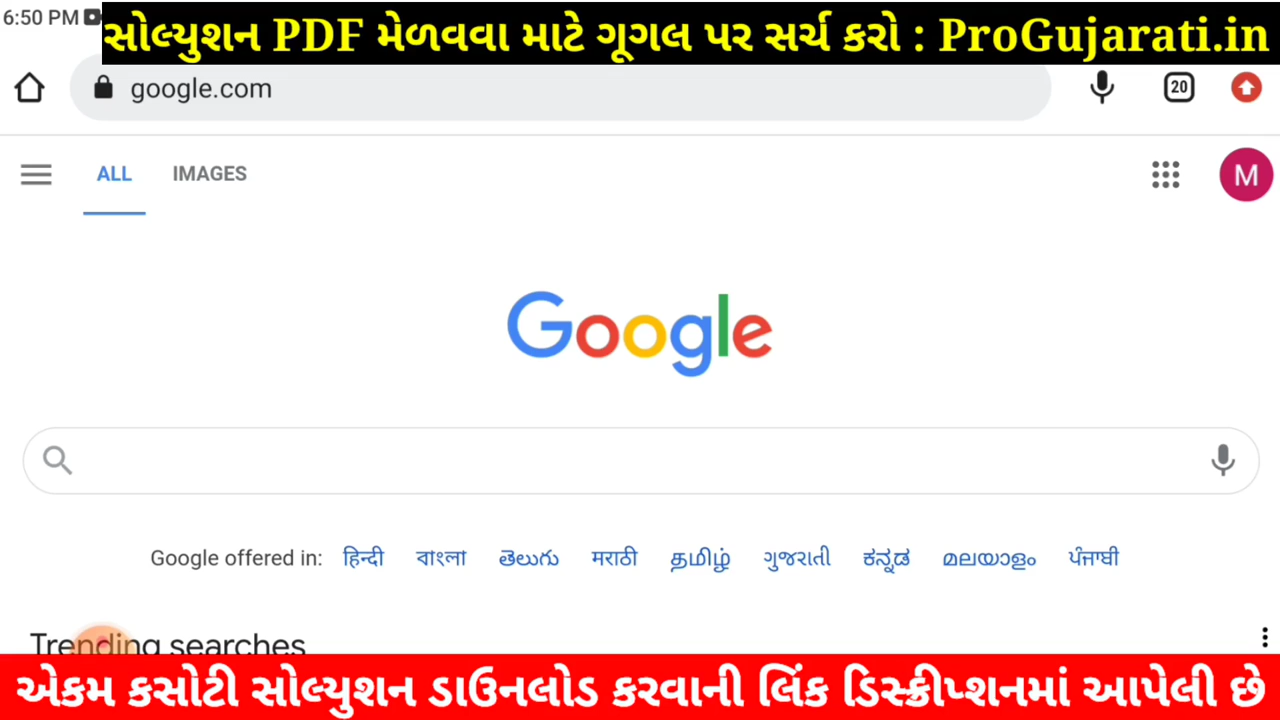 6:50 PM
સોલ્યુશન PDF મેળવવા માટે ગૂગલ પર સર્ચ કરો : ProGujarati.in
google.com
20
ALL IMAGES
M
Google
Google offered in: हिन्दी বাংলা తెలుగు मराठी தமிழ் ગુજરાતી ಕನ್ನಡ മലയാളം ਪੰਜਾਬੀ
Trending searches
એકમ કસોટી સોલ્યુશન ડાઉનલોડ કરવાની લિંક ડિસ્ક્રીપ્શનમાં આપેલી છે